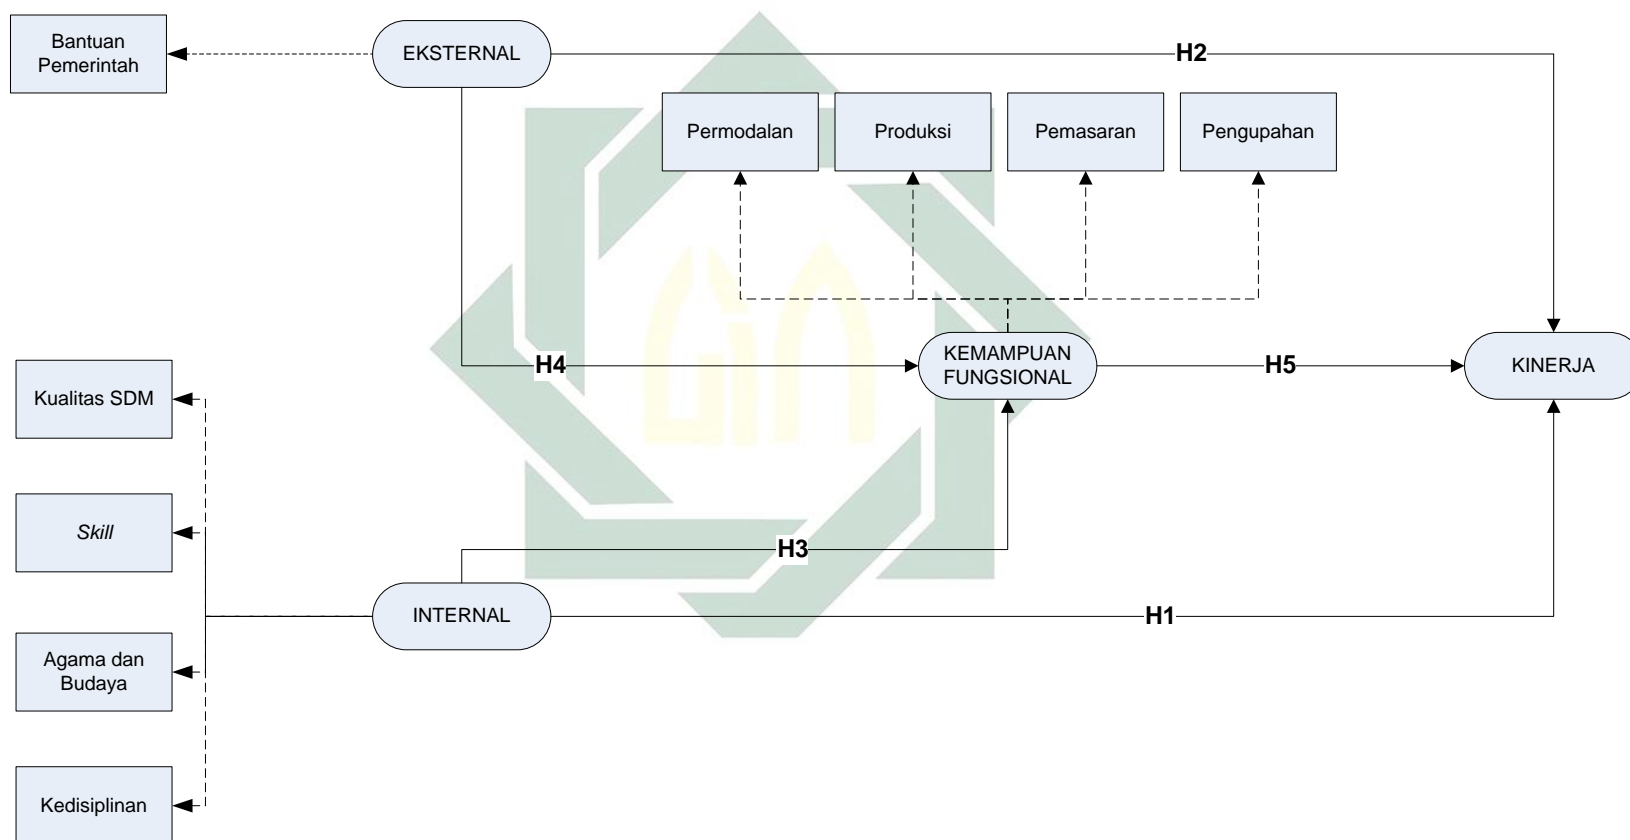 Bantuan
Pemerintah
EKSTERNAL
H2
Permodalan
Produksi
Pemasaran
Pengupahan
H4
KEMAMPUAN
FUNGSIONAL
H5
KINERJA
Kualitas SDM
Skill
H3
INTERNAL
H1
Agama dan
Budaya
Kedisiplinan